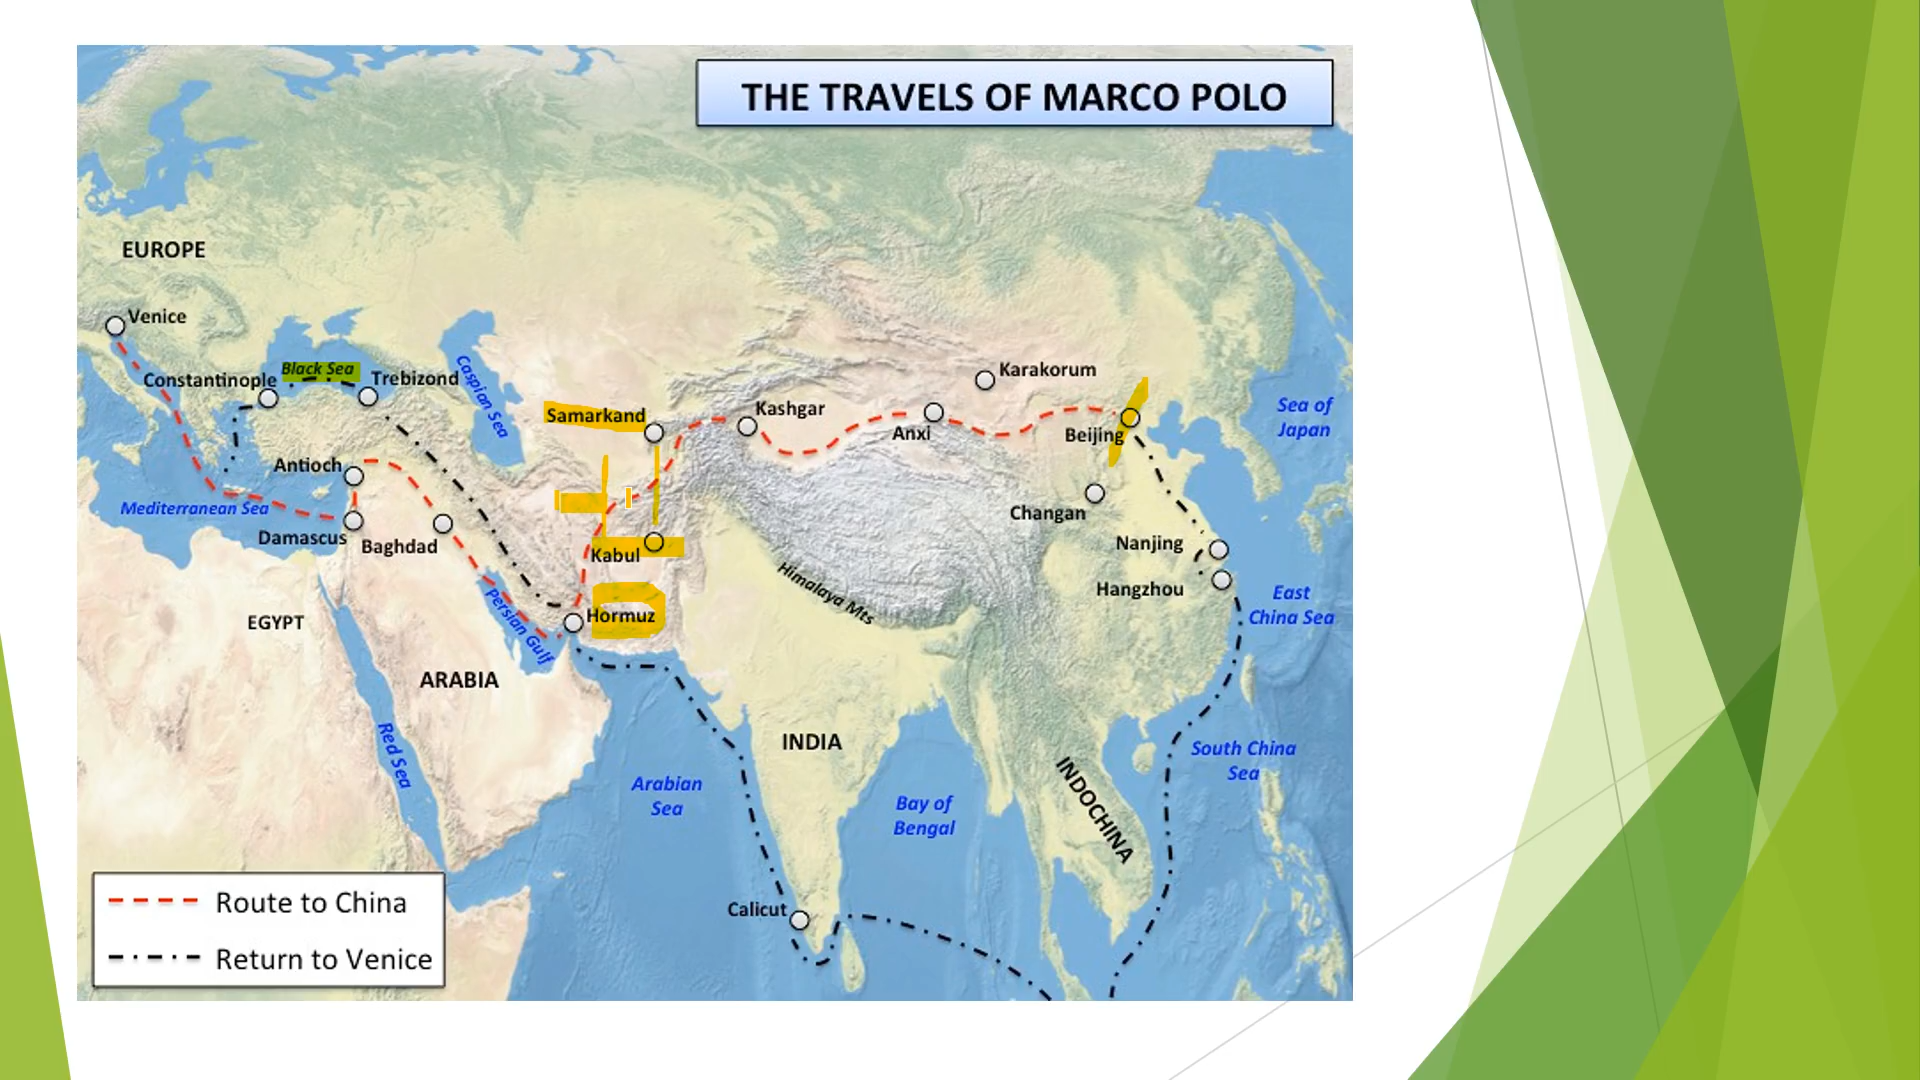 THE TRAVELS OF MARCO POLO
EUROPE
Venice
Black Sea
Constantinople
Trebizond
Caspian Sea
Karakorum
Samarkand
Kashgar
Anxi
Beijing
Sea of
Japan
Antioch
Mediterranean Sea
Damascus
Baghdad
Changan
Kabul
Nanjing
Himalaya Mts
Hangzhou
East
China Sea
EGYPT
Persian Gulf
Hormuz
ARABIA
Red Sea
INDIA
South China
Sea
Arabian
Sea
Bay of
Bengal
INDOCHINA
Calicut
Route to China
Return to Venice